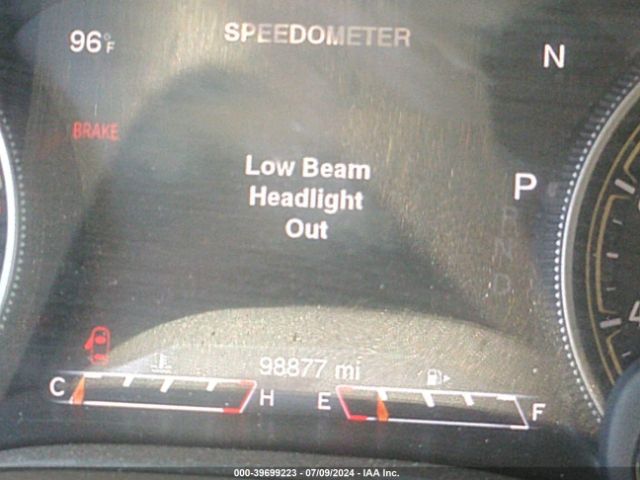 96°F
SPEEDOMETER
N
BRAKE
Low Beam
Headlight
Out
P
R
N
D
98877 mi
C H E F
000-39699223 - 07/09/2024 - IAA Inc.